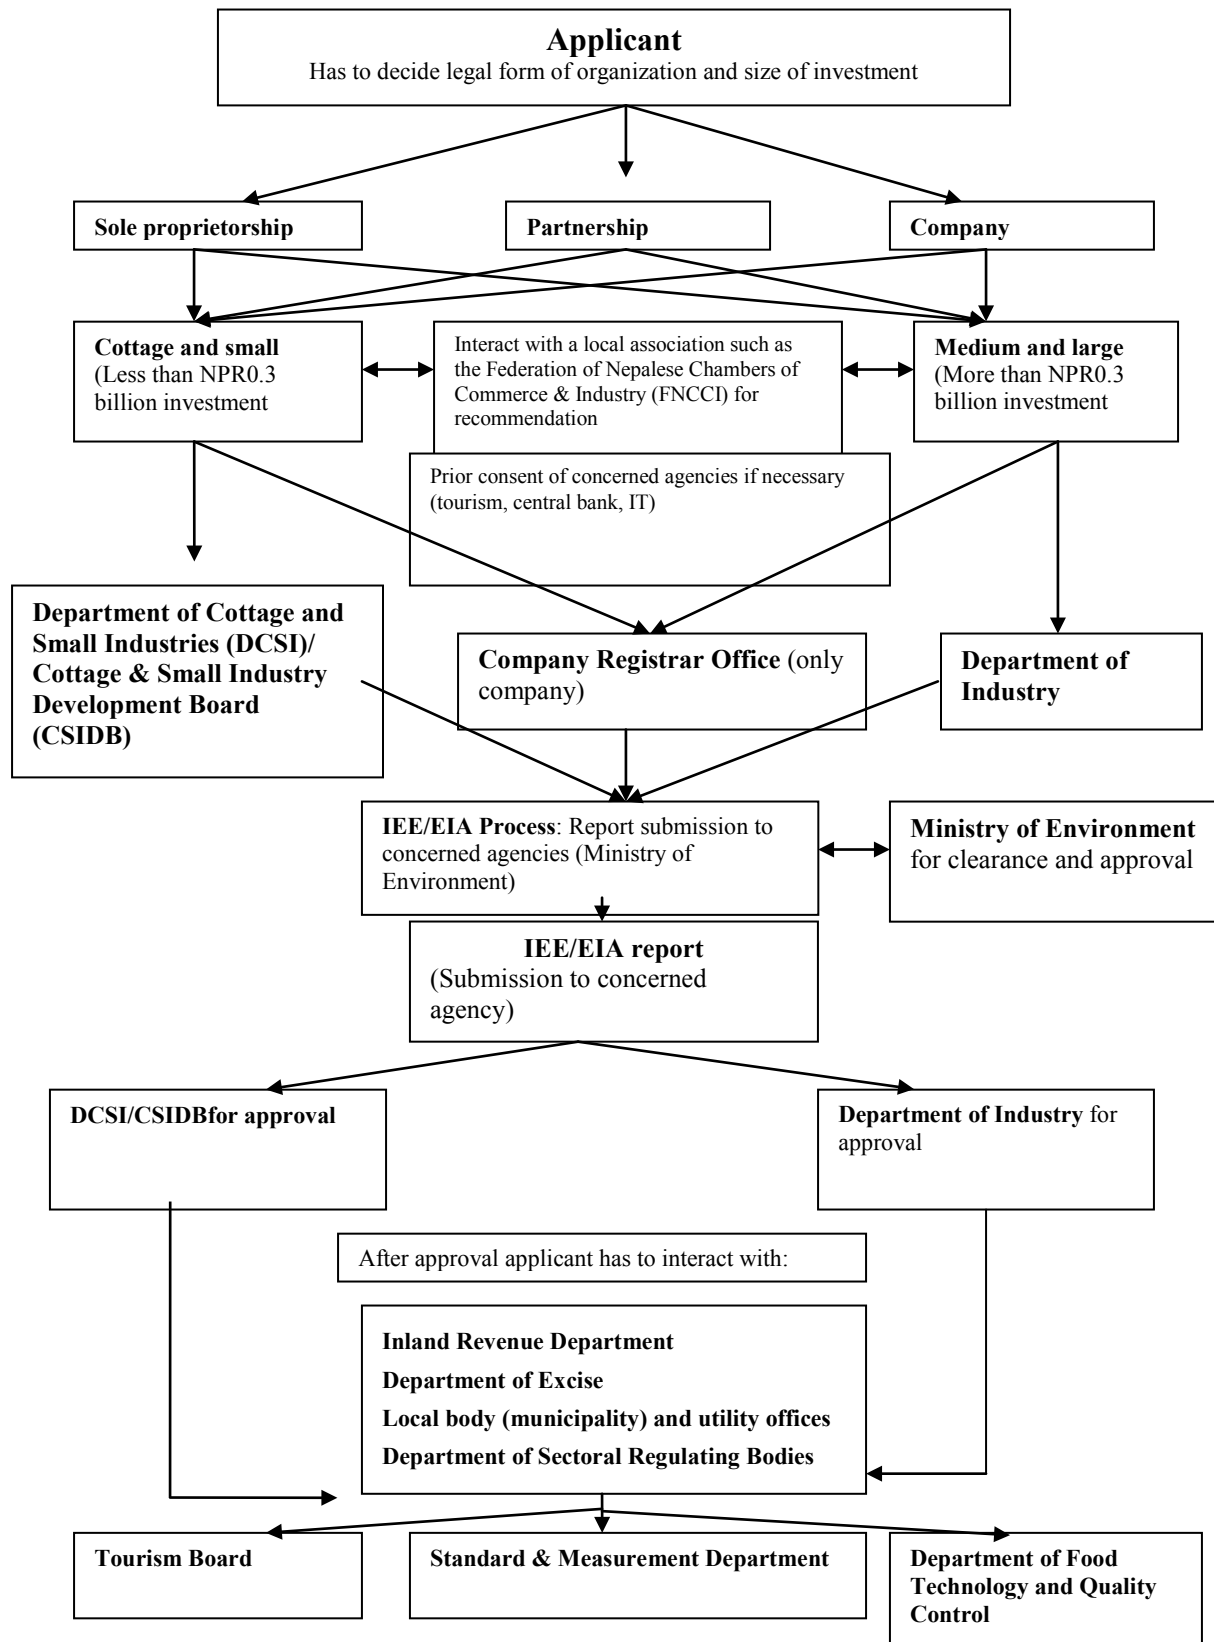 Applicant
Has to decide legal form of organization and size of investment
Sole proprietorship
Partnership
Company
Cottage and small
(Less than NPR0.3
billion investment
Interact with a local association such as
the Federation of Nepalese Chambers of
Commerce & Industry (FNCCI) for
recommendation
Medium and large
(More than NPR0.3
billion investment
Prior consent of concerned agencies if necessary
(tourism, central bank, IT)
Department of Cottage and
Small Industries (DCSI)/
Cottage & Small Industry
Development Board
(CSIDB)
Company Registrar Office (only
company)
Department of
Industry
IEE/EIA Process: Report submission to
concerned agencies (Ministry of
Environment)
Ministry of Environment
for clearance and approval
IEE/EIA report
(Submission to concerned
agency)
DCSI/CSIDBfor approval
Department of Industry for
approval
After approval applicant has to interact with:
Inland Revenue Department
Department of Excise
Local body (municipality) and utility offices
Department of Sectoral Regulating Bodies
Tourism Board
Standard & Measurement Department
Department of Food
Technology and Quality
Control